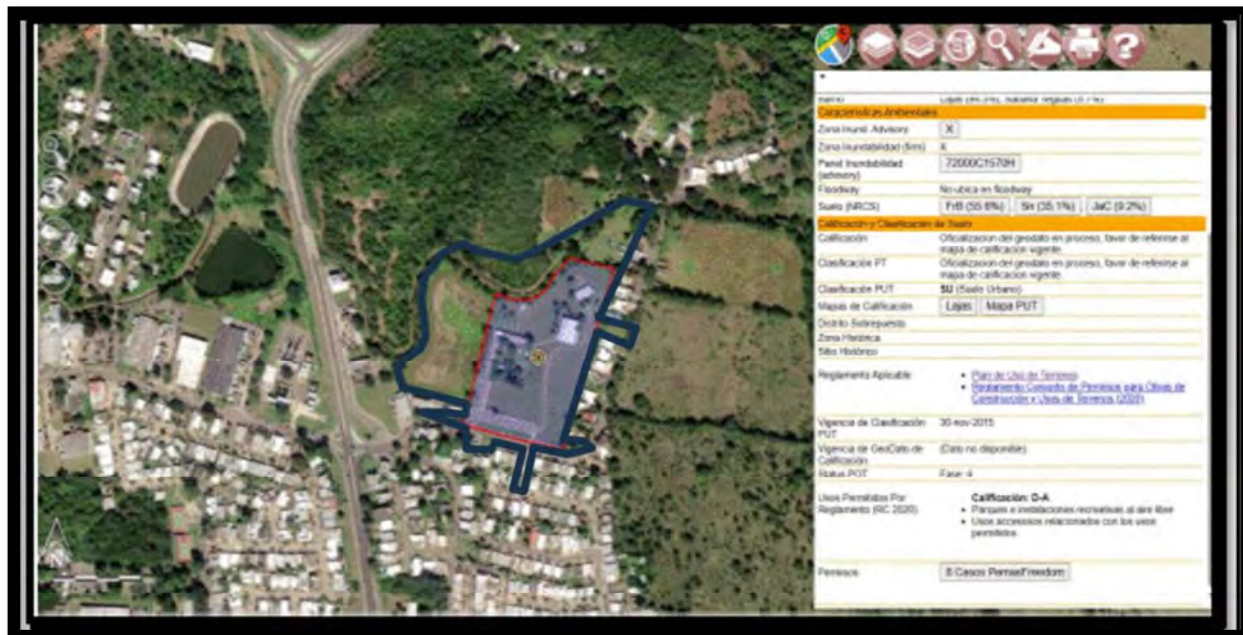 Barrio
Características Ambientales
Zona Inund. Advisory X
Zona Inundabilidad (firm) X
Panel Inundabilidad 72000C1570H
(advisory)
Floodway No ubica en floodway
Suelo (NRCS) FrB (55.6%) Sn (35.1%) , JaC (9.2%)
Calificación y Clasificación de Suelo
Calificación Oficializacion del geodato en proceso, favor de referirse al
mapa de calificacion vigente.
Clasificación PT Oficializacion del geodato en proceso, favor de referirse al
mapa de calificacion vigente.
Clasificación PUT SU (Suelo Urbano)
Mapas de Calificación Lajas Mapa PUT
Distrito Sobrepuesto
Zona Histórica
Sitio Histórico
Reglamento Aplicable • Plan de Uso de Terrenos
• Reglamento Conjunto de Permisos para Obras de
Construcción y Usos de Terrenos (2020)
Vigencia de Clasificación 30-nov-2015
PUT
Vigencia de GeoDato de (Dato no disponible)
Calificación
Status POT Fase: 4
Usos Permitidos Por Calificación: D-A
Reglamento (RC 2020) • Parques e instalaciones recreativas al aire libre
• Usos accesorios relacionados con los usos
permitidos.
Permisos 8 Casos PermisFreedom